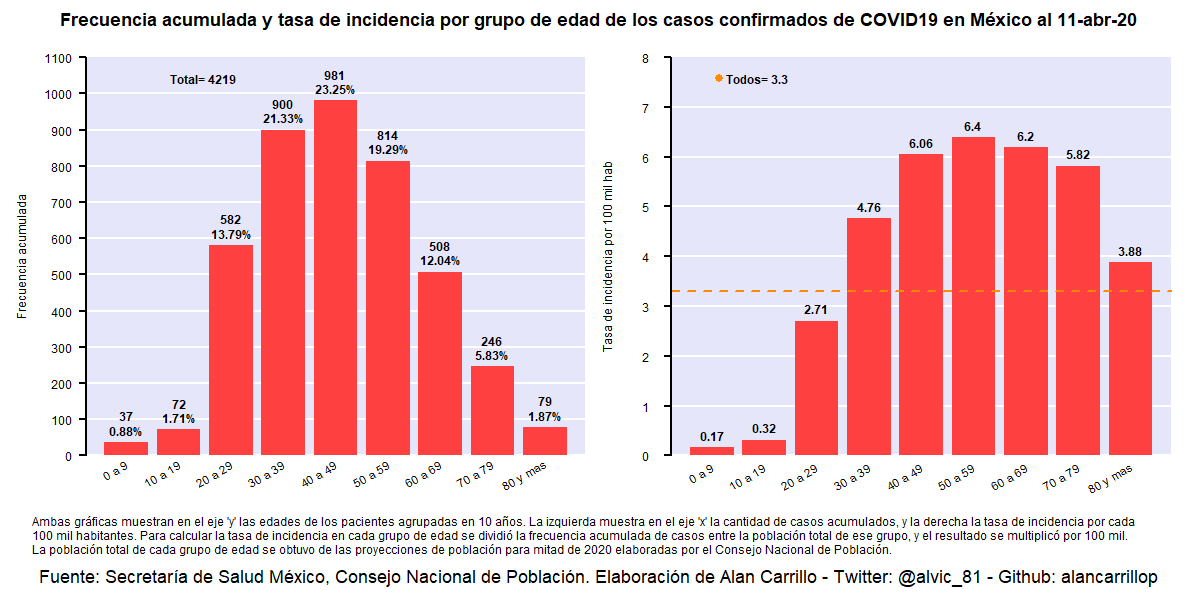 Frecuencia acumulada y tasa de incidencia por grupo de edad de los casos confirmados de COVID19 en México al 11-abr-20
Frecuencia acumulada
1100
1000
900
800
700
600
500
400
300
200
100
0
Total= 4219
37
0.88%
72
1.71%
582
13.79%
900
21.33%
981
23.25%
814
19.29%
508
12.04%
246
5.83%
79
1.87%
0 a 9
10 a 19
20 a 29
30 a 39
40 a 49
50 a 59
60 a 69
70 a 79
80 y mas
Tasa de incidencia por 100 mil hab
8
7
6
5
4
3
2
1
0
Todos= 3.3
0.17
0.32
2.71
4.76
6.06
6.4
6.2
5.82
3.88
0 a 9
10 a 19
20 a 29
30 a 39
40 a 49
50 a 59
60 a 69
70 a 79
80 y mas
Ambas gráficas muestran en el eje 'y' las edades de los pacientes agrupadas en 10 años. La izquierda muestra en el eje 'x' la cantidad de casos acumulados, y la derecha la tasa de incidencia por cada
100 mil habitantes. Para calcular la tasa de incidencia en cada grupo de edad se dividió la frecuencia acumulada de casos entre la población total de ese grupo, y el resultado se multiplicó por 100 mil.
La población total de cada grupo de edad se obtuvo de las proyecciones de población para mitad de 2020 elaboradas por el Consejo Nacional de Población.
Fuente: Secretaría de Salud México, Consejo Nacional de Población. Elaboración de Alan Carrillo - Twitter: @alvic_81 - Github: alancarrillop